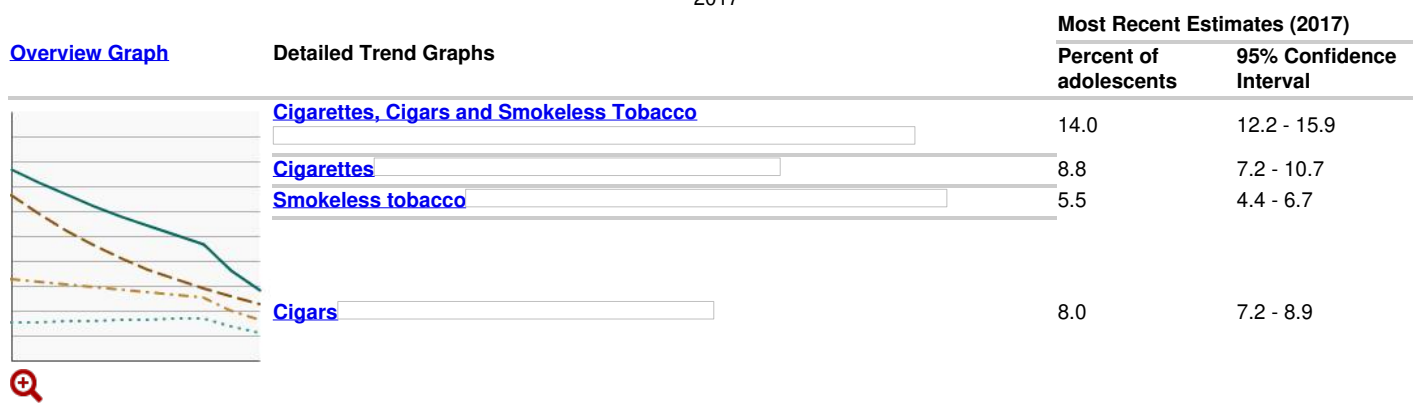 2017
Most Recent Estimates (2017)
Overview Graph
Detailed Trend Graphs
Percent of adolescents
95% Confidence Interval
Cigarettes, Cigars and Smokeless Tobacco
14.0
12.2 - 15.9
Cigarettes
8.8
7.2 - 10.7
Smokeless tobacco
5.5
4.4 - 6.7
Cigars
8.0
7.2 - 8.9